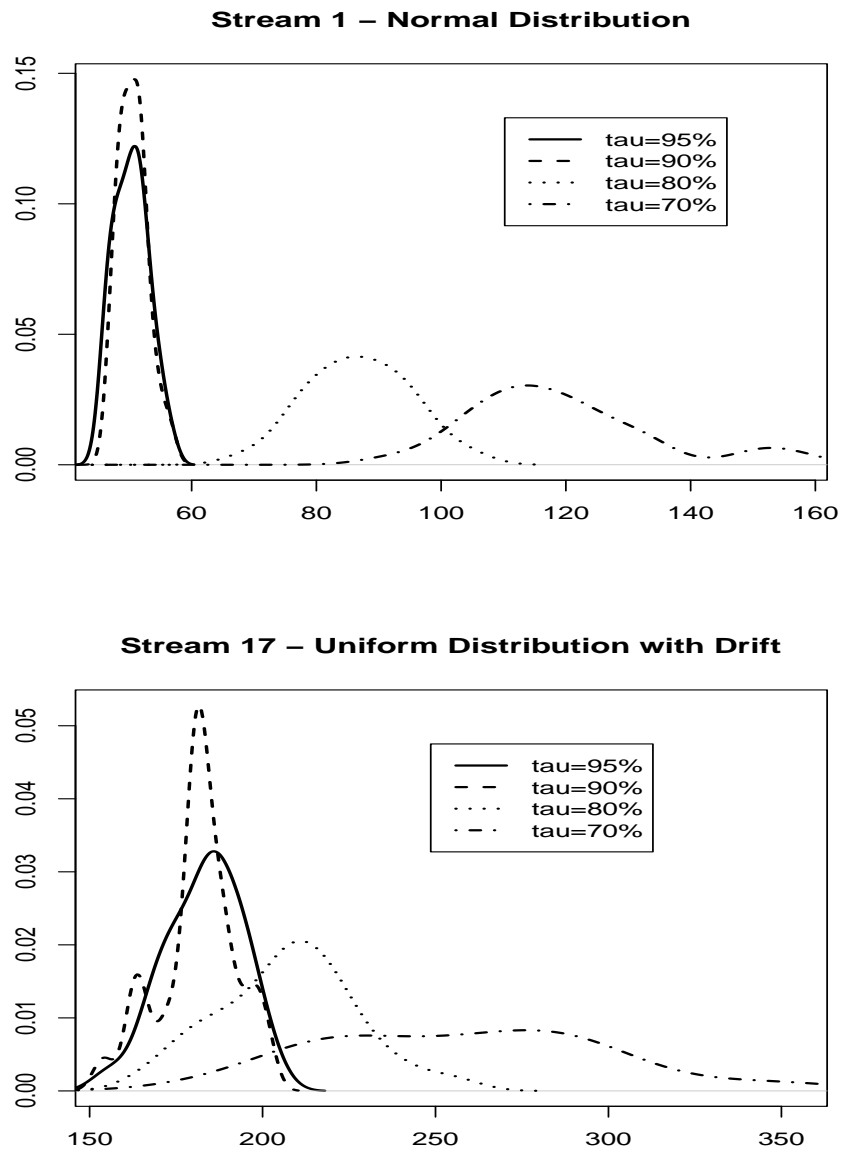 Stream 1 – Normal Distribution
0.15
0.10
0.05
0.00
tau=95%
tau=90%
tau=80%
tau=70%
60 80 100 120 140 160
Stream 17 – Uniform Distribution with Drift
0.05
0.04
0.03
0.02
0.01
0.00
tau=95%
tau=90%
tau=80%
tau=70%
150 200 250 300 350